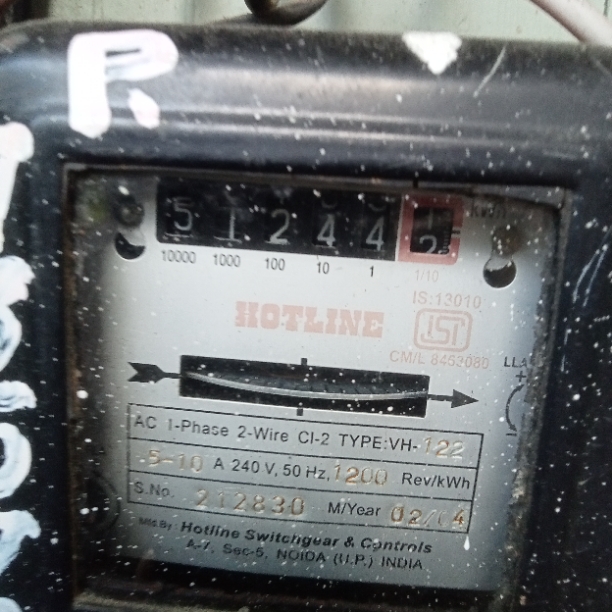 R
5 1 2 4 4 2
kWh
10000 1000 100 10 1 1/10
IS:13010
HOTLINE
ISI
CM/L 8453080
AC 1-Phase 2-Wire Cl-2 TYPE:VH-122
5-10 A 240 V, 50 Hz, 1200 Rev/kWh
S.No. 212830 M/Year 02/04
Mfd.By: Hotline Switchgear & Controls
A-7, Sec-5, NOIDA (U.P.) INDIA